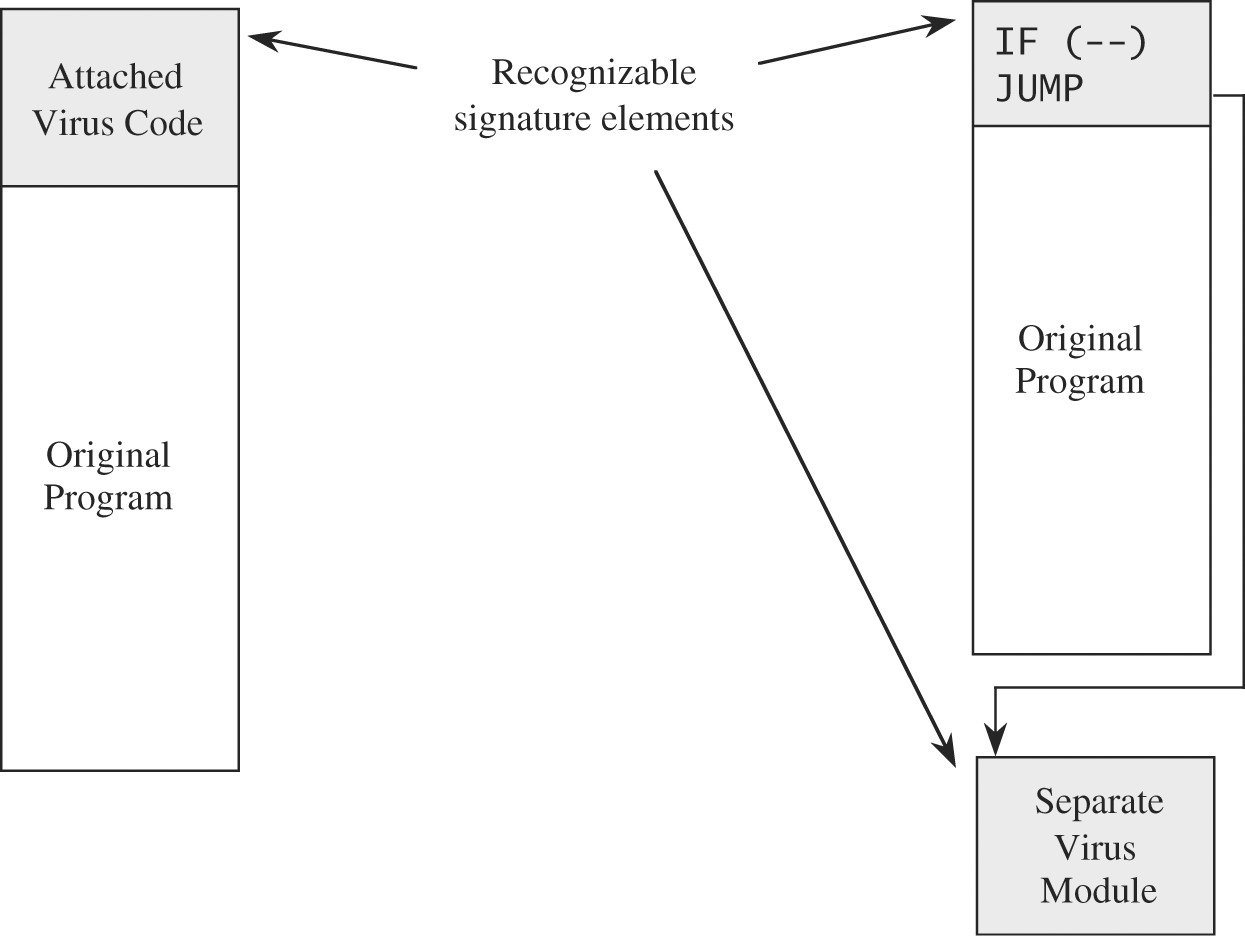 Attached
Virus Code
Original
Program
Recognizable
signature elements
IF (--)
JUMP
Original
Program
Separate
Virus
Module